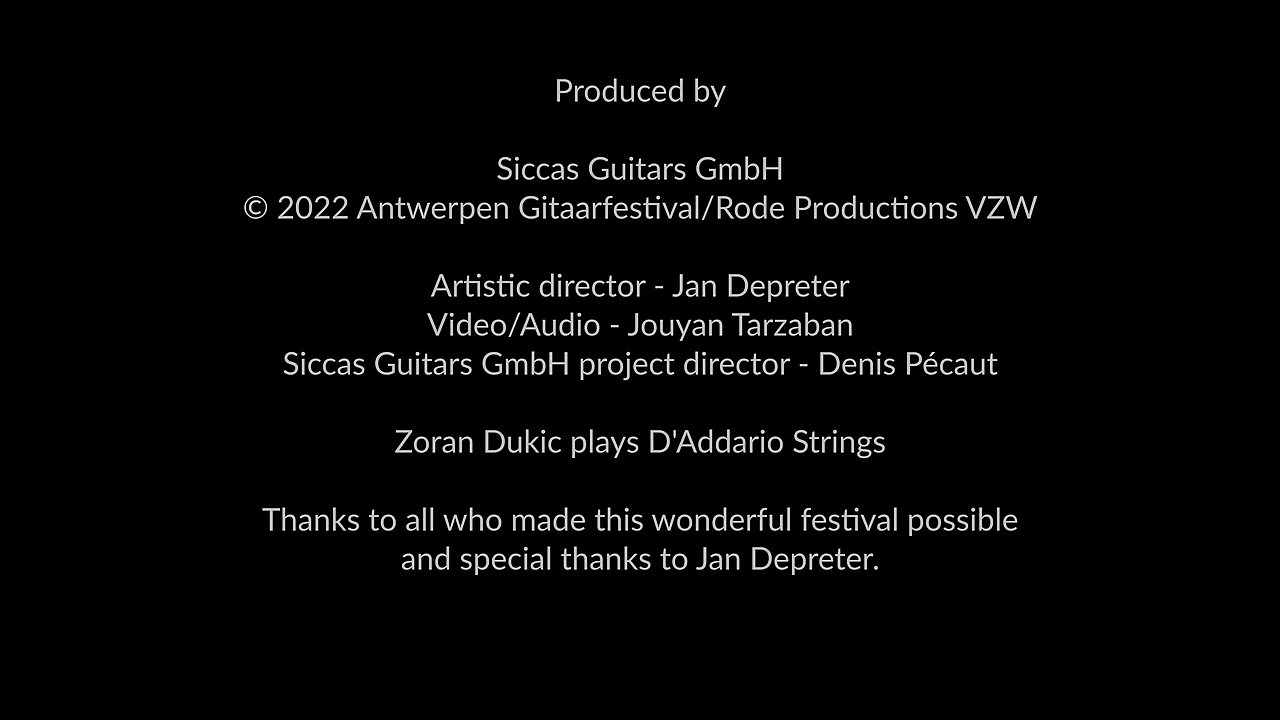 Produced by
Siccas Guitars GmbH
© 2022 Antwerpen Gitaarfestival/Rode Productions VZW
Artistic director - Jan Depreter
Video/Audio - Jouyan Tarzaban
Siccas Guitars GmbH project director - Denis Pécaut
Zoran Dukic plays D'Addario Strings
Thanks to all who made this wonderful festival possible
and special thanks to Jan Depreter.